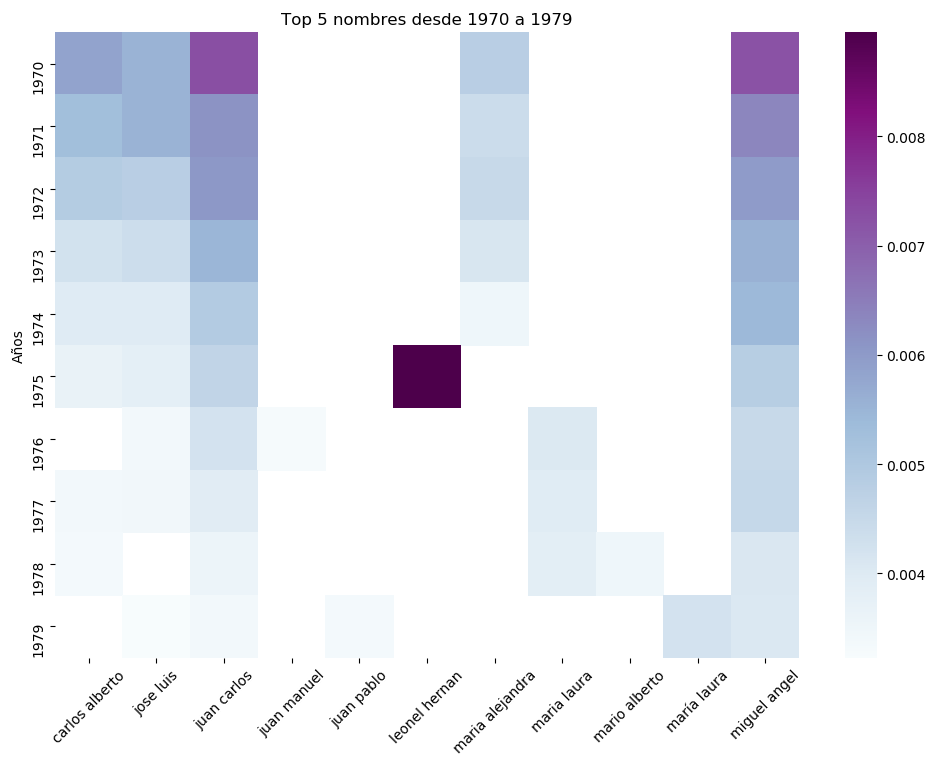 Top 5 nombres desde 1970 a 1979
Años
1970
1971
1972
1973
1974
1975
1976
1977
1978
1979
carlos alberto
jose luis
juan carlos
juan manuel
juan pablo
leonel hernan
maria alejandra
maria laura
mario alberto
maría laura
miguel angel
0.008
0.007
0.006
0.005
0.004